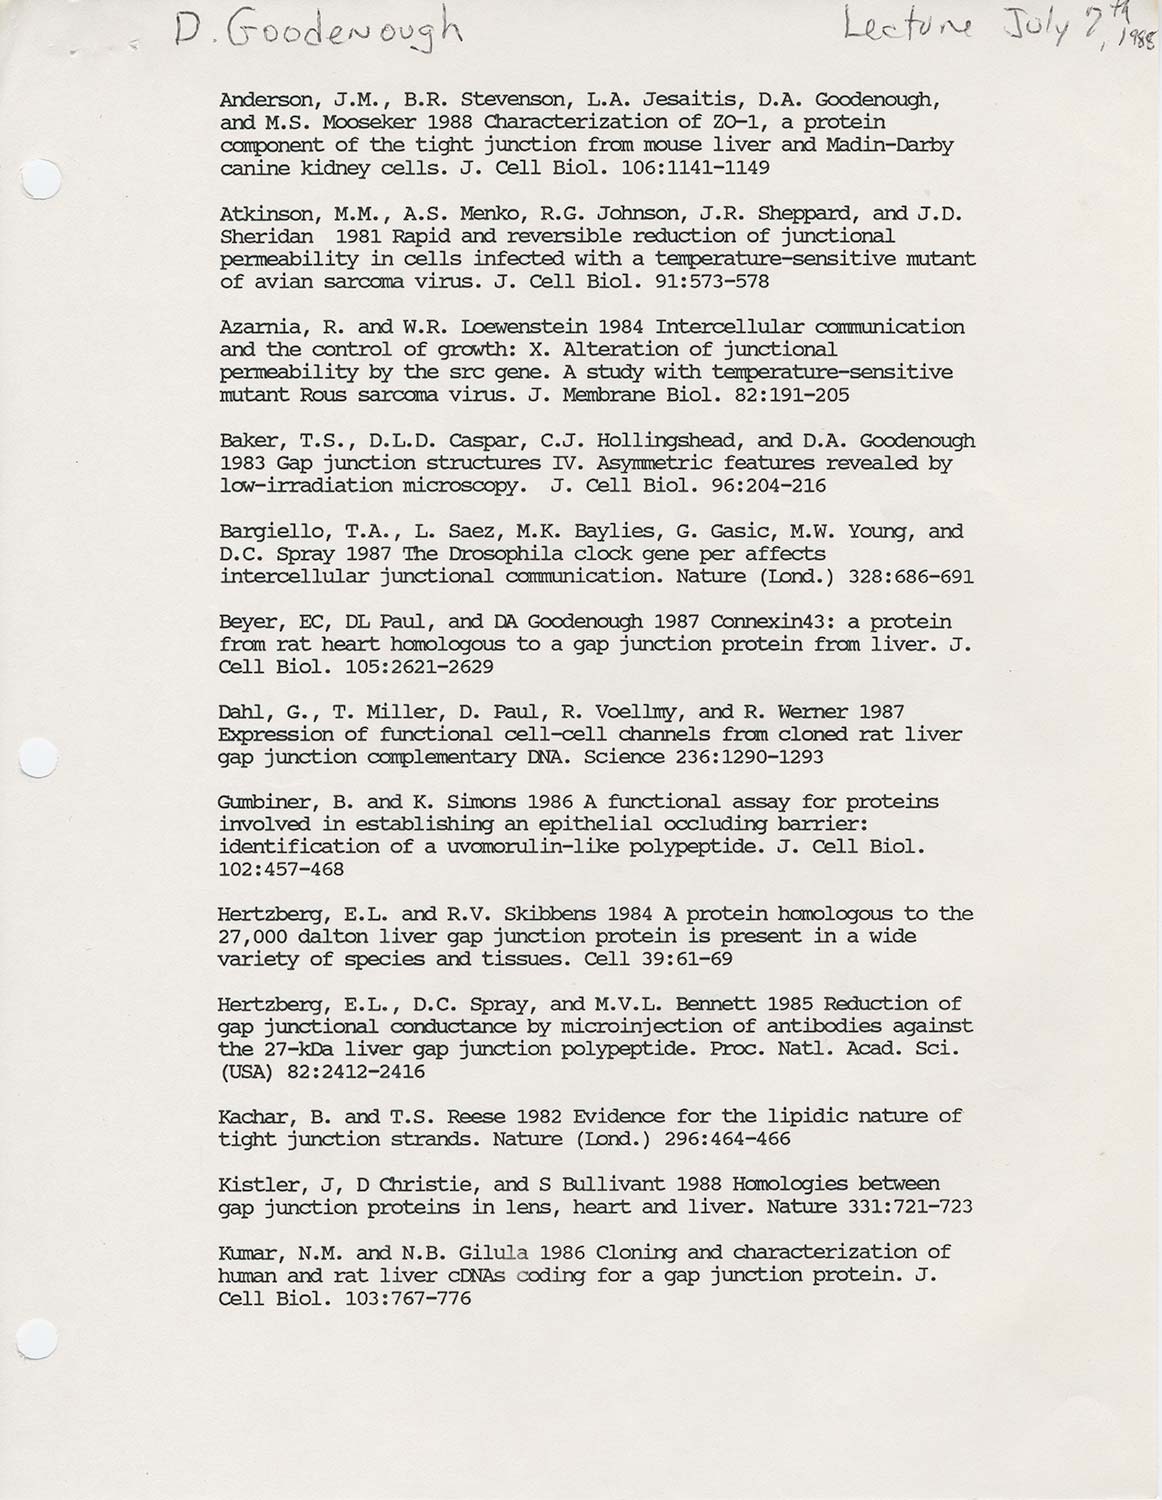 D. Goodenough
Lecture July 7th, 1988
Anderson, J.M., B.R. Stevenson, L.A. Jesaitis, D.A. Goodenough,
and M.S. Mooseker 1988 Characterization of ZO-1, a protein
component of the tight junction from mouse liver and Madin-Darby
canine kidney cells. J. Cell Biol. 106:1141-1149
Atkinson, M.M., A.S. Menko, R.G. Johnson, J.R. Sheppard, and J.D.
Sheridan  1981 Rapid and reversible reduction of junctional
permeability in cells infected with a temperature-sensitive mutant
of avian sarcoma virus. J. Cell Biol. 91:573-578
Azarnia, R. and W.R. Loewenstein 1984 Intercellular communication
and the control of growth: X. Alteration of junctional
permeability by the src gene. A study with temperature-sensitive
mutant Rous sarcoma virus. J. Membrane Biol. 82:191-205
Baker, T.S., D.L.D. Caspar, C.J. Hollingshead, and D.A. Goodenough
1983 Gap junction structures IV. Asymmetric features revealed by
low-irradiation microscopy.  J. Cell Biol. 96:204-216
Bargiello, T.A., L. Saez, M.K. Baylies, G. Gasic, M.W. Young, and
D.C. Spray 1987 The Drosophila clock gene per affects
intercellular junctional communication. Nature (Lond.) 328:686-691
Beyer, EC, DL Paul, and DA Goodenough 1987 Connexin43: a protein
from rat heart homologous to a gap junction protein from liver. J.
Cell Biol. 105:2621-2629
Dahl, G., T. Miller, D. Paul, R. Voellmy, and R. Werner 1987
Expression of functional cell-cell channels from cloned rat liver
gap junction complementary DNA. Science 236:1290-1293
Gumbiner, B. and K. Simons 1986 A functional assay for proteins
involved in establishing an epithelial occluding barrier:
identification of a uvomorulin-like polypeptide. J. Cell Biol.
102:457-468
Hertzberg, E.L. and R.V. Skibbens 1984 A protein homologous to the
27,000 dalton liver gap junction protein is present in a wide
variety of species and tissues. Cell 39:61-69
Hertzberg, E.L., D.C. Spray, and M.V.L. Bennett 1985 Reduction of
gap junctional conductance by microinjection of antibodies against
the 27-kDa liver gap junction polypeptide. Proc. Natl. Acad. Sci.
(USA) 82:2412-2416
Kachar, B. and T.S. Reese 1982 Evidence for the lipidic nature of
tight junction strands. Nature (Lond.) 296:464-466
Kistler, J, D Christie, and S Bullivant 1988 Homologies between
gap junction proteins in lens, heart and liver. Nature 331:721-723
Kumar, N.M. and N.B. Gilula 1986 Cloning and characterization of
human and rat liver cDNAs coding for a gap junction protein. J.
Cell Biol. 103:767-776